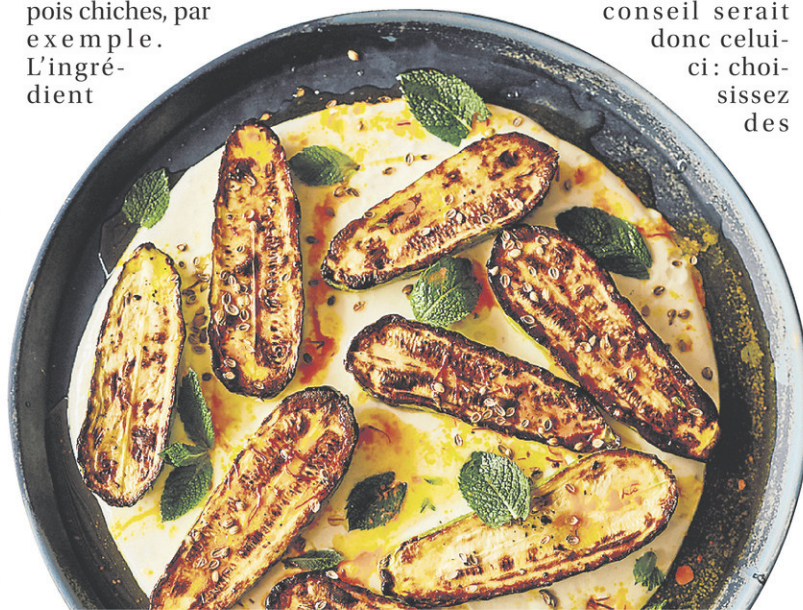 pois chiches, par
exemple.
L'ingré-
dient
conseil serait
donc celui-
ci : choi-
sissez
des